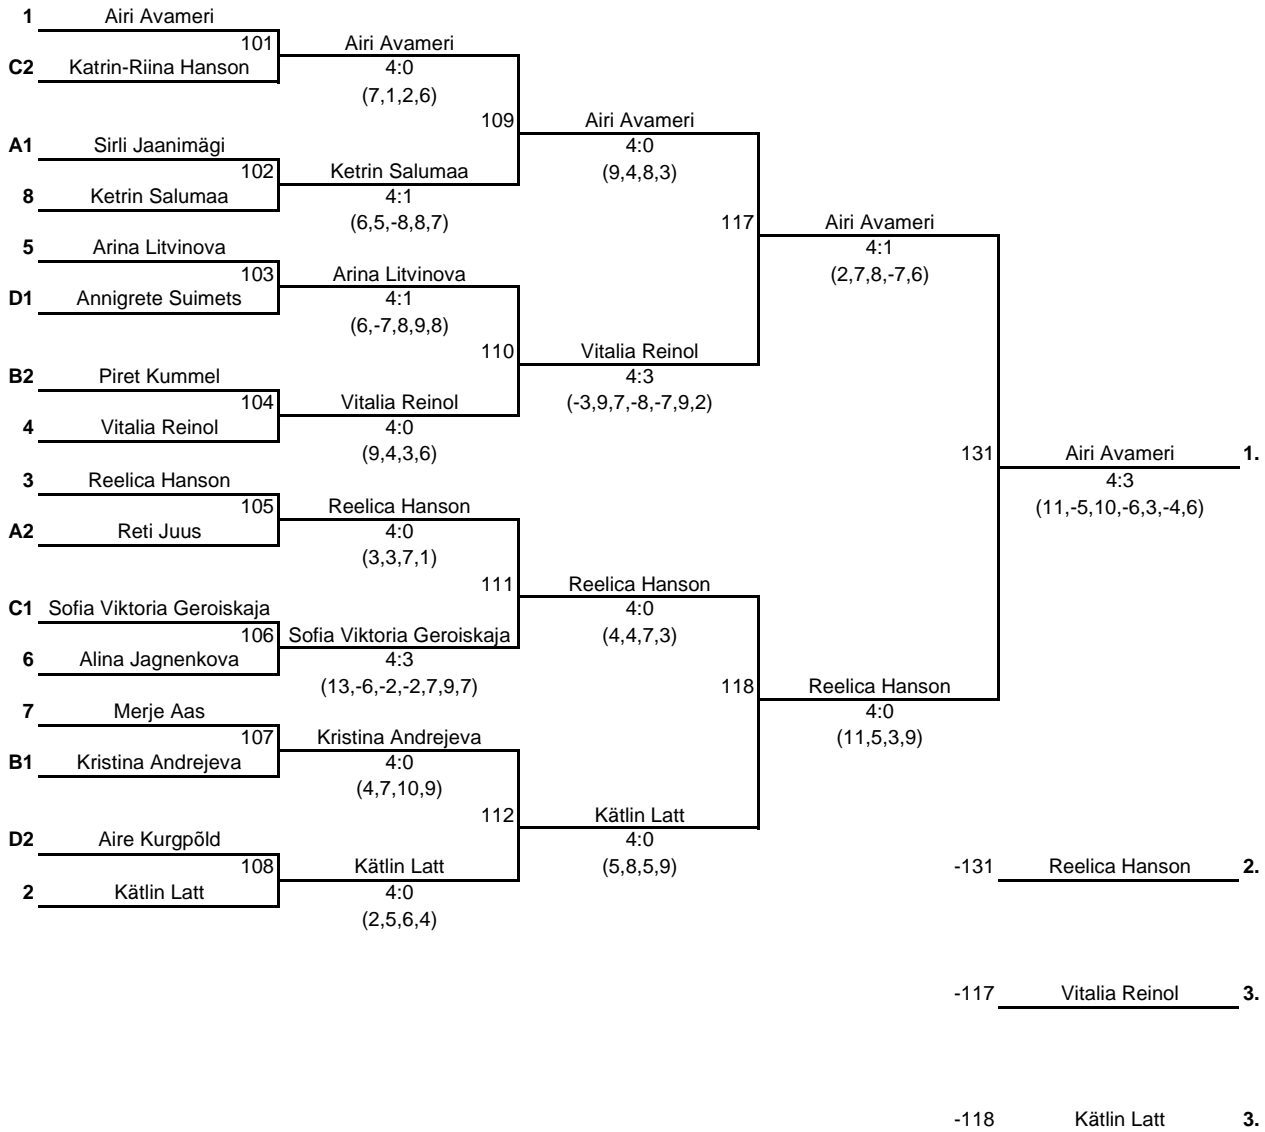 1 Airi Avameri
101 Airi Avameri
C2 Katrin-Riina Hanson 4:0
(7,1,2,6)
109 Airi Avameri
A1 Sirli Jaanimägi 4:0
102 Ketrin Salumaa (9,4,8,3)
8 Ketrin Salumaa 4:1
(6,5,-8,8,7) 117 Airi Avameri
5 Arina Litvinova 4:1
103 Arina Litvinova (2,7,8,-7,6)
D1 Annigrete Suimets 4:1
(6,-7,8,9,8)
110 Vitalia Reinol
B2 Piret Kummel 4:3
104 Vitalia Reinol (-3,9,7,-8,-7,9,2)
4 Vitalia Reinol 4:0
(9,4,3,6) 131 Airi Avameri 1.
3 Reelica Hanson 4:3
105 Reelica Hanson (11,-5,10,-6,3,-4,6)
A2 Reti Juus 4:0
(3,3,7,1)
111 Reelica Hanson
C1 Sofia Viktoria Geroiskaja 4:0
106 Sofia Viktoria Geroiskaja (4,4,7,3)
6 Alina Jagnenkova 4:3
(13,-6,-2,-2,7,9,7) 118 Reelica Hanson
7 Merje Aas 4:0
107 Kristina Andrejeva (11,5,3,9)
B1 Kristina Andrejeva 4:0
(4,7,10,9)
112 Kätlin Latt
D2 Aire Kurgpõld 4:0
108 Kätlin Latt (5,8,5,9) -131 Reelica Hanson 2.
2 Kätlin Latt 4:0
(2,5,6,4)
-117 Vitalia Reinol 3.
-118 Kätlin Latt 3.